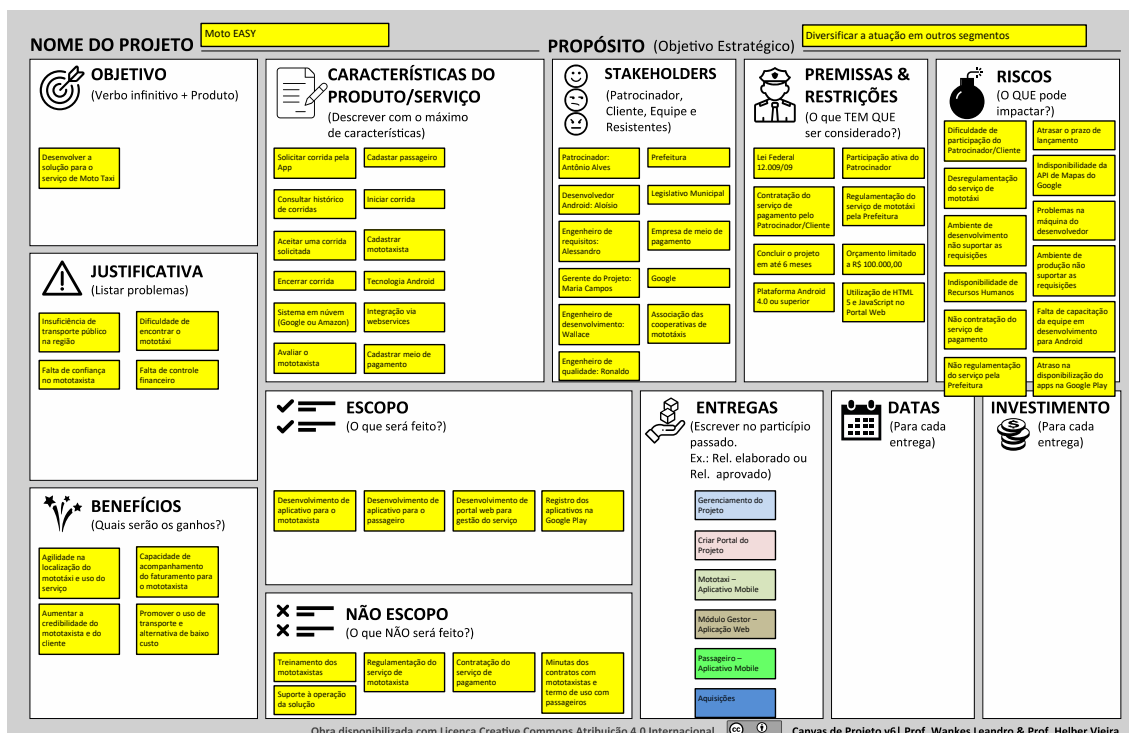 NOME DO PROJETO
Moto EASY
PROPÓSITO (Objetivo Estratégico)
Diversificar a atuação em outros segmentos
OBJETIVO
(Verbo infinitivo + Produto)
Desenvolver a
solução para o
serviço de Moto Taxi
JUSTIFICATIVA
(Listar problemas)
Insuficiência de
transporte público
na região
Dificuldade de
encontrar o
mototáxi
Falta de confiança
no mototaxista
Falta de controle
financeiro
BENEFÍCIOS
(Quais serão os ganhos?)
Agilidade na
localização do
mototáxi e uso do
serviço
Capacidade de
acompanhamento
do faturamento para
o mototaxista
Aumentar a
credibilidade do
mototaxista e do
cliente
Promover o uso de
transporte e
alternativa de baixo
custo
CARACTERÍSTICAS DO
PRODUTO/SERVIÇO
(Descrever com o máximo
de características)
Solicitar corrida pela
App
Cadastar passageiro
Consultar histórico
de corridas
Iniciar corrida
Aceitar uma corrida
solicitada
Cadastrar
mototaxista
Encerrar corrida
Tecnologia Android
Sistema em núvem
(Google ou Amazon)
Integração via
webservices
Avaliar o
mototaxista
Cadastrar meio de
pagamento
STAKEHOLDERS
(Patrocinador,
Cliente, Equipe e
Resistentes)
Patrocinador:
Antônio Alves
Prefeitura
Desenvolvedor
Android: Aloísio
Legislativo Municipal
Engenheiro de
requisitos:
Alessandro
Empresa de meio de
pagamento
Gerente do Projeto:
Maria Campos
Google
Engenheiro de
desenvolvimento:
Wallace
Associação das
cooperativas de
mototáxis
Engenheiro de
qualidade: Ronaldo
PREMISSAS &
RESTRIÇÕES
(O que TEM QUE
ser considerado?)
Lei Federal
12.009/09
Participação ativa do
Patrocinador
Contratação do
serviço de
pagamento pelo
Patrocinador/Cliente
Regulamentação do
serviço de mototáxi
pela Prefeitura
Concluir o projeto
em até 6 meses
Orçamento limitado
a R$ 100.000,00
Plataforma Android
4.0 ou superior
Utilização de HTML
5 e JavaScript no
Portal Web
RISCOS
(O QUE pode
impactar?)
Dificuldade de
participação do
Patrocinador/Cliente
Atrasar o prazo de
lançamento
Desregulamentação
do serviço de
mototáxi
Indisponibilidade da
API de Mapas do
Google
Ambiente de
desenvolvimento
não suportar as
requisições
Problemas na
máquina do
desenvolvedor
Indisponibilidade de
Recursos Humanos
Ambiente de
produção não
suportar as
requisições
Não contratação do
serviço de
pagamento
Falta de capacitação
da equipe em
desenvolvimento
para Android
Não regulamentação
do serviço pela
Prefeitura
Atraso na
disponibilização do
apps na Google Play
ESCOPO
(O que será feito?)
Desenvolvimento de
aplicativo para o
mototaxista
Desenvolvimento de
aplicativo para o
passageiro
Desenvolvimento de
portal web para
gestão do serviço
Registro dos
aplicativos na
Google Play
NÃO ESCOPO
(O que NÃO será feito?)
Treinamento dos
mototaxistas
Regulamentação do
serviço de
mototaxista
Contratação do
serviço de
pagamento
Minutas dos
contratos com
mototaxistas e
termo de uso com
passageiros
Suporte à operação
da solução
ENTREGAS
(Escrever no particípio
passado.
Ex.: Rel. elaborado ou
Rel. aprovado)
Gerenciamento do
Projeto
Criar Portal do
Projeto
Mototaxi –
Aplicativo Mobile
Módulo Gestor –
Aplicação Web
Passageiro –
Aplicativo Mobile
Aquisições
DATAS
(Para cada
entrega)
INVESTIMENTO
(Para cada
entrega)
Obra disponibilizada com Licença Creative Commons Atribuição 4.0 Internacional
cc
Canvas de Projeto v6| Prof. Wankes Leandro & Prof. Helber Vieira